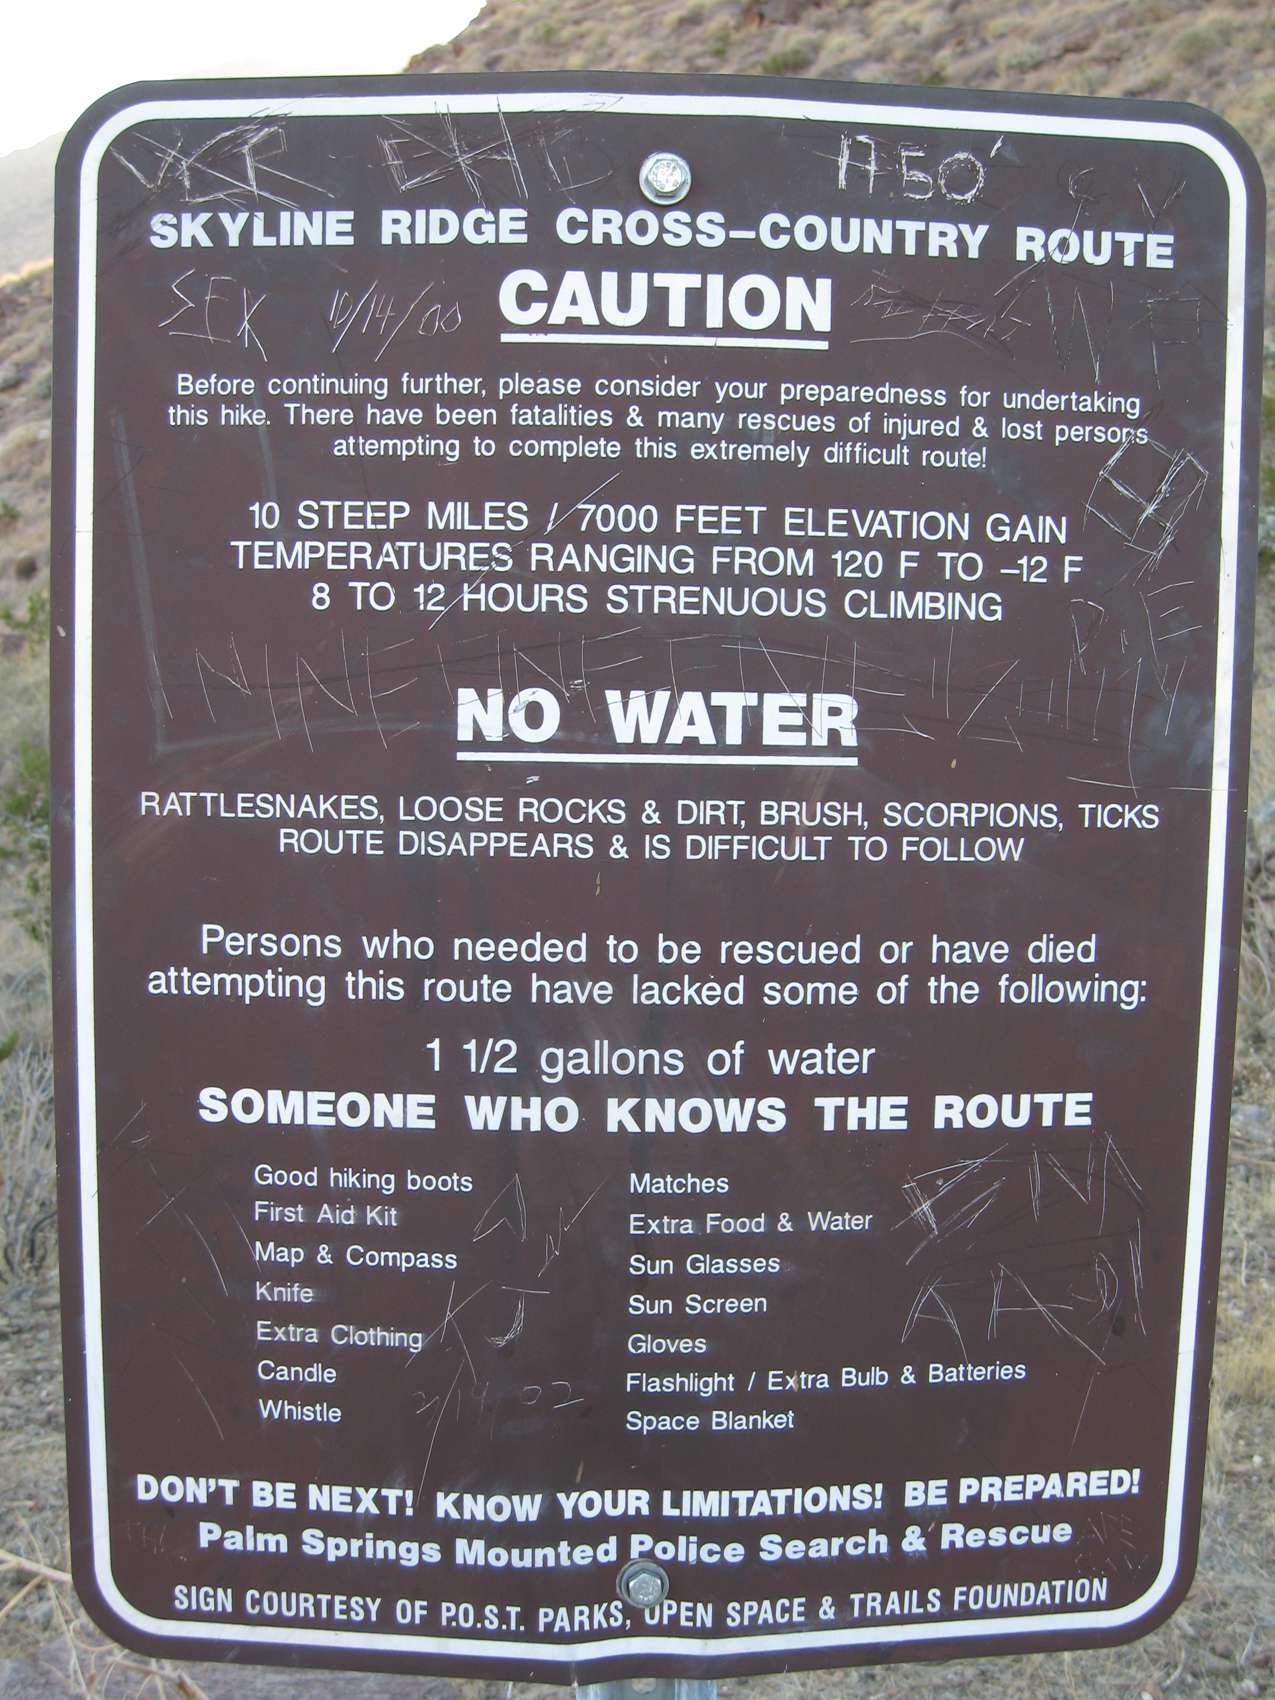 1750'
SKYLINE RIDGE CROSS-COUNTRY ROUTE
CAUTION
10/14/00
Before continuing further, please consider your preparedness for undertaking
this hike. There have been fatalities & many rescues of injured & lost persons
attempting to complete this extremely difficult route!
10 STEEP MILES / 7000 FEET ELEVATION GAIN
TEMPERATURES RANGING FROM 120 F TO -12 F
8 TO 12 HOURS STRENUOUS CLIMBING
NO WATER
RATTLESNAKES, LOOSE ROCKS & DIRT, BRUSH, SCORPIONS, TICKS
ROUTE DISAPPEARS & IS DIFFICULT TO FOLLOW
Persons who needed to be rescued or have died
attempting this route have lacked some of the following:
1 1/2 gallons of water
SOMEONE WHO KNOWS THE ROUTE
Good hiking boots
First Aid Kit
Map & Compass
Knife
Extra Clothing
Candle
Whistle
KJ
Matches
Extra Food & Water
Sun Glasses
Sun Screen
Gloves
Flashlight / Extra Bulb & Batteries
Space Blanket
DON'T BE NEXT! KNOW YOUR LIMITATIONS! BE PREPARED!
Palm Springs Mounted Police Search & Rescue
SIGN COURTESY OF P.O.S.T. PARKS, OPEN SPACE & TRAILS FOUNDATION